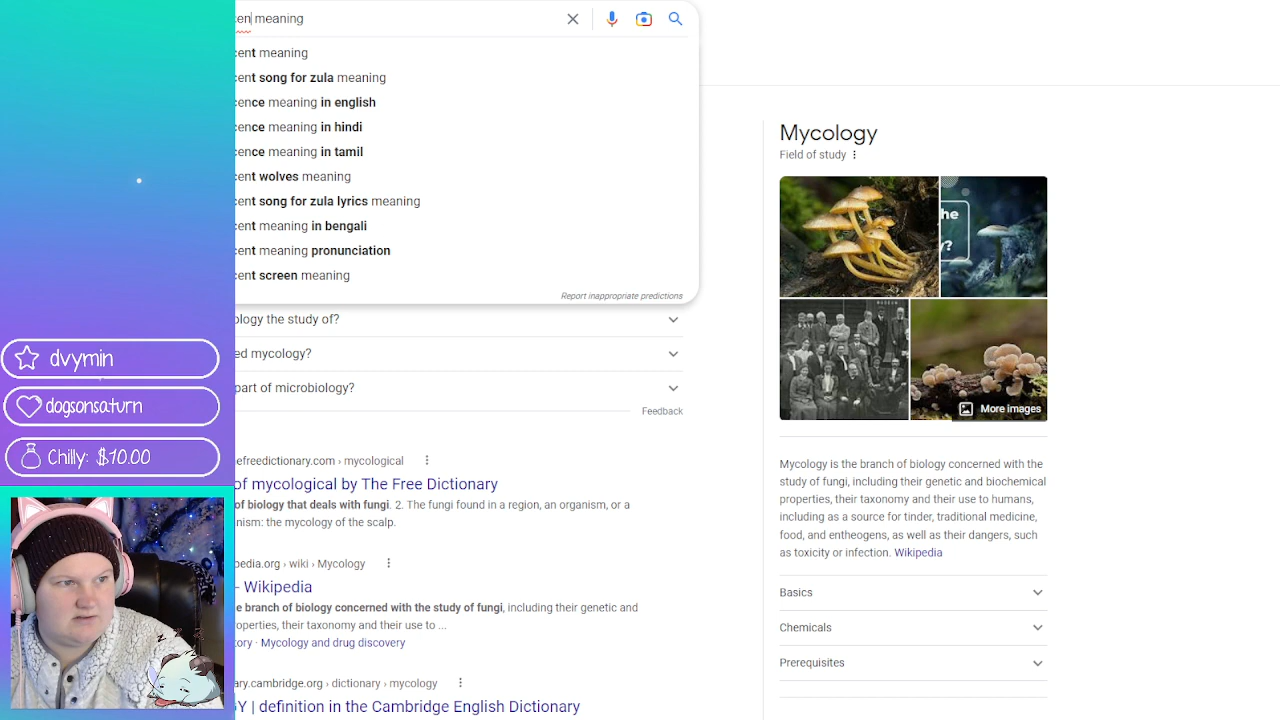 en meaning
cent meaning
cent song for zula meaning
cence meaning in english
cence meaning in hindi
cence meaning in tamil
cent wolves meaning
cent song for zula lyrics meaning
cent meaning in bengali
cent meaning pronunciation
cent screen meaning
Report inappropriate predictions
ology the study of?
ed mycology?
part of microbiology?
Feedback
efreedictionary.com › mycological
of mycological by The Free Dictionary
of biology that deals with fungi. 2. The fungi found in a region, an organism, or a
nism: the mycology of the scalp.
pedia.org › wiki › Mycology
- Wikipedia
e branch of biology concerned with the study of fungi, including their genetic and
operties, their taxonomy and their use to ...
tory · Mycology and drug discovery
ary.cambridge.org › dictionary › mycology
GY | definition in the Cambridge English Dictionary
Mycology
Field of study
he
y?
MUSEUM
More images
Mycology is the branch of biology concerned with the
study of fungi, including their genetic and biochemical
properties, their taxonomy and their use to humans,
including as a source for tinder, traditional medicine,
food, and entheogens, as well as their dangers, such
as toxicity or infection. Wikipedia
Basics
Chemicals
Prerequisites
dvymin
dogsonsaturn
Chilly: $10.00
z z z